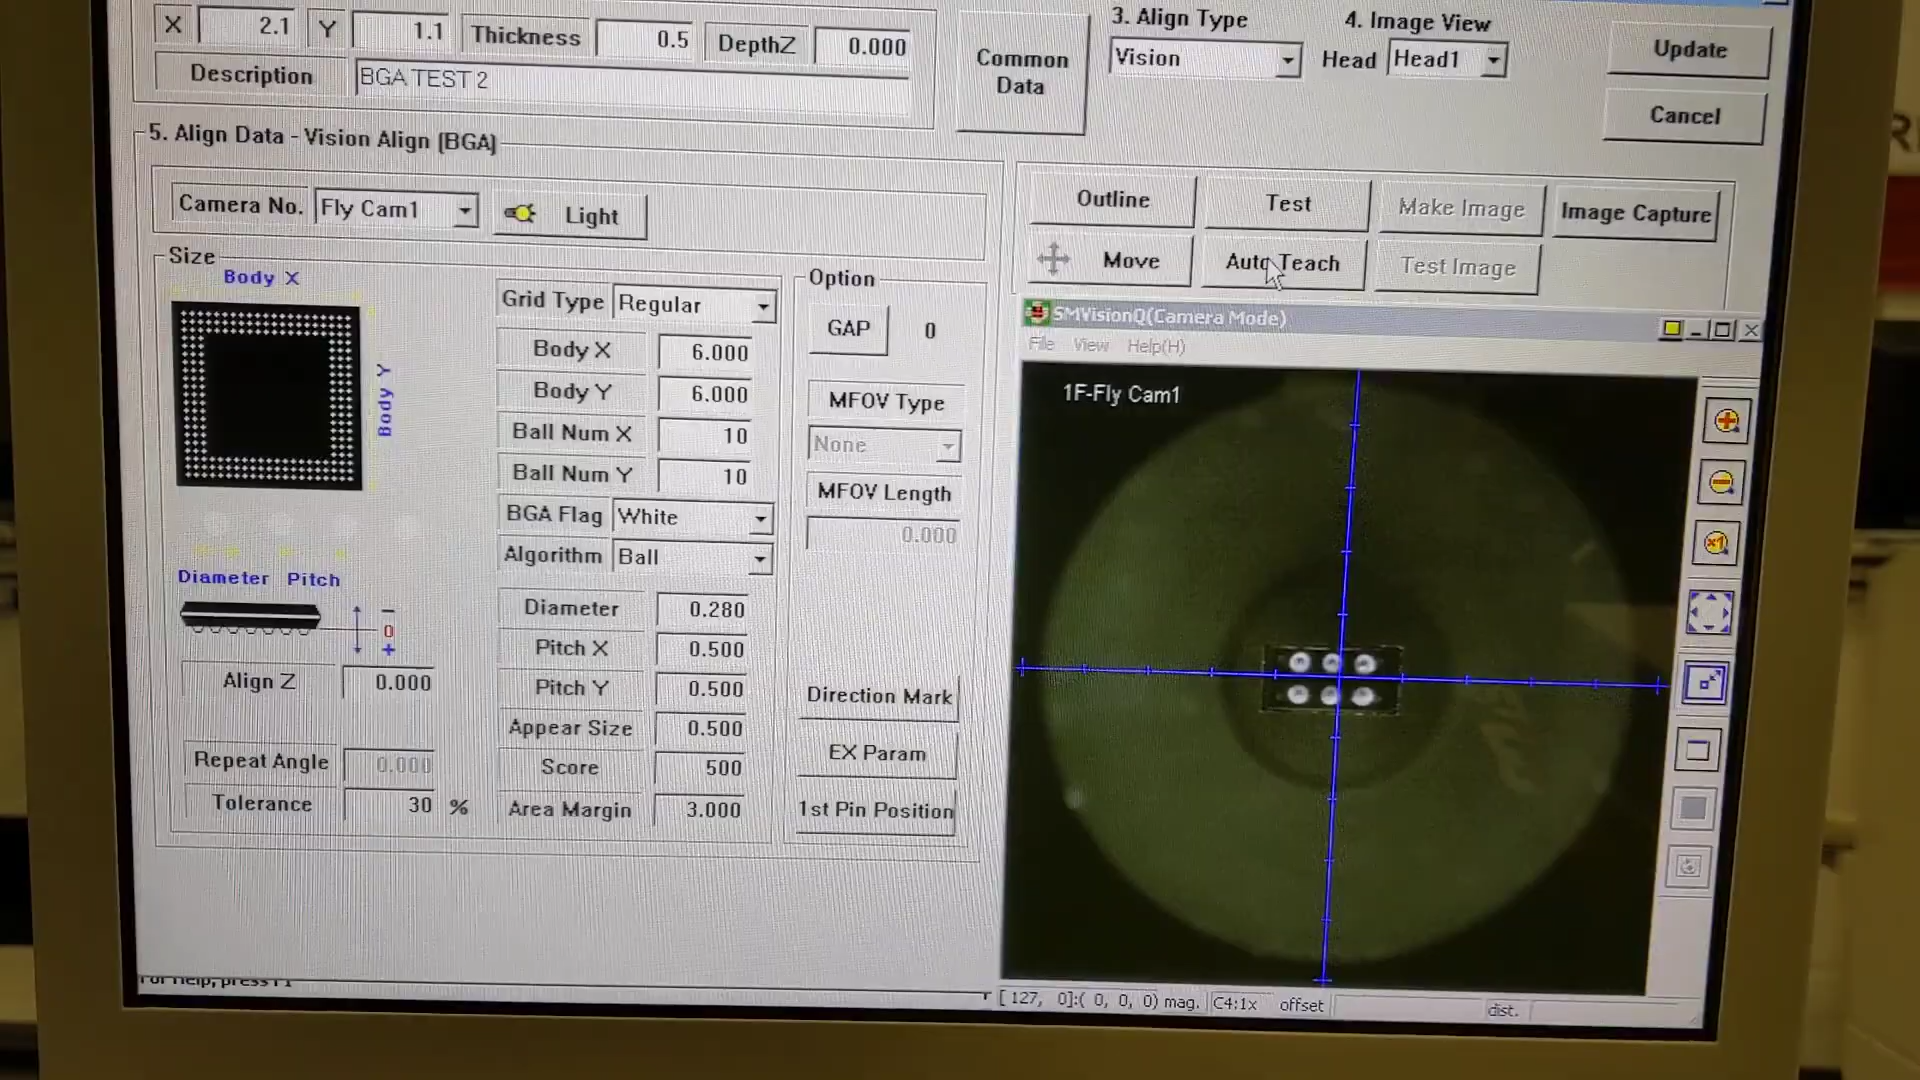 X 2.1 Y 1.1 Thickness 0.5 DepthZ 0.000
Description BGA TEST 2
Common
Data
3. Align Type
Vision
4. Image View
Head Head1
Update
Cancel
5. Align Data - Vision Align [BGA]
Camera No. Fly Cam1 Light
Outline Test Make Image Image Capture
Move Auto Teach Test Image
Size
Body X
Body Y
Diameter Pitch
-
0
+
Align Z 0.000
Repeat Angle 0.000
Tolerance 30 %
Grid Type Regular
Body X 6.000
Body Y 6.000
Ball Num X 10
Ball Num Y 10
BGA Flag White
Algorithm Ball
Diameter 0.280
Pitch X 0.500
Pitch Y 0.500
Appear Size 0.500
Score 500
Area Margin 3.000
Option
GAP 0
MFOV Type
None
MFOV Length
0.000
Direction Mark
EX Param
1st Pin Position
SMVisionQ(Camera Mode)
File View Help(H)
1F-Fly Cam1
x1
For Help, press F1
[ 127, 0]:( 0, 0, 0) mag. C4:1x offset dist.